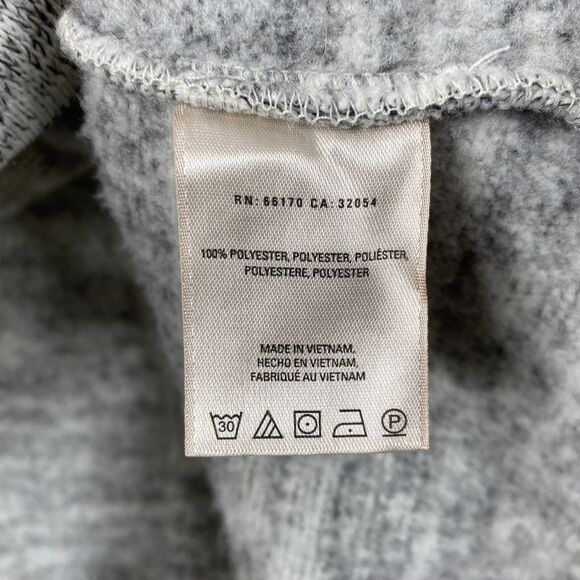 RN: 66170 CA: 32054
100% POLYESTER, POLYESTER, POLIÉSTER,
POLYESTERE, POLYESTER
MADE IN VIETNAM,
HECHO EN VIETNAM,
FABRIQUÉ AU VIETNAM
30 P